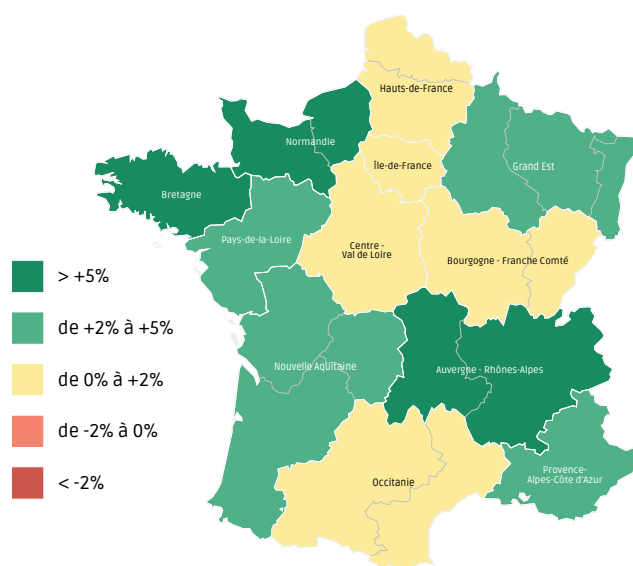 Hauts-de-France
Normandie
Île-de-France
Grand Est
Bretagne
Pays-de-la-Loire
Centre -
Val de Loire
Bourgogne - Franche Comté
> +5%
de +2% à +5%
de 0% à +2%
de -2% à 0%
< -2%
Nouvelle Aquitaine
Auvergne - Rhônes-Alpes
Occitanie
Provence-
Alpes-Côte d'Azur